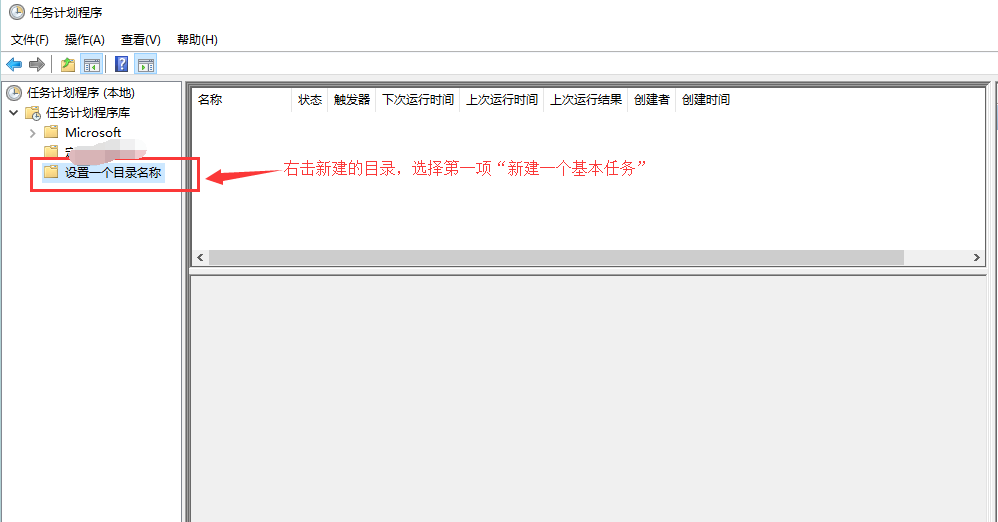 任务计划程序
文件(F) 操作(A) 查看(V) 帮助(H)
任务计划程序 (本地)
任务计划程序库
Microsoft
设置一个目录名称
名称 状态 触发器 下次运行时间 上次运行时间 上次运行结果 创建者 创建时间
右击新建的目录，选择第一项“新建一个基本任务”